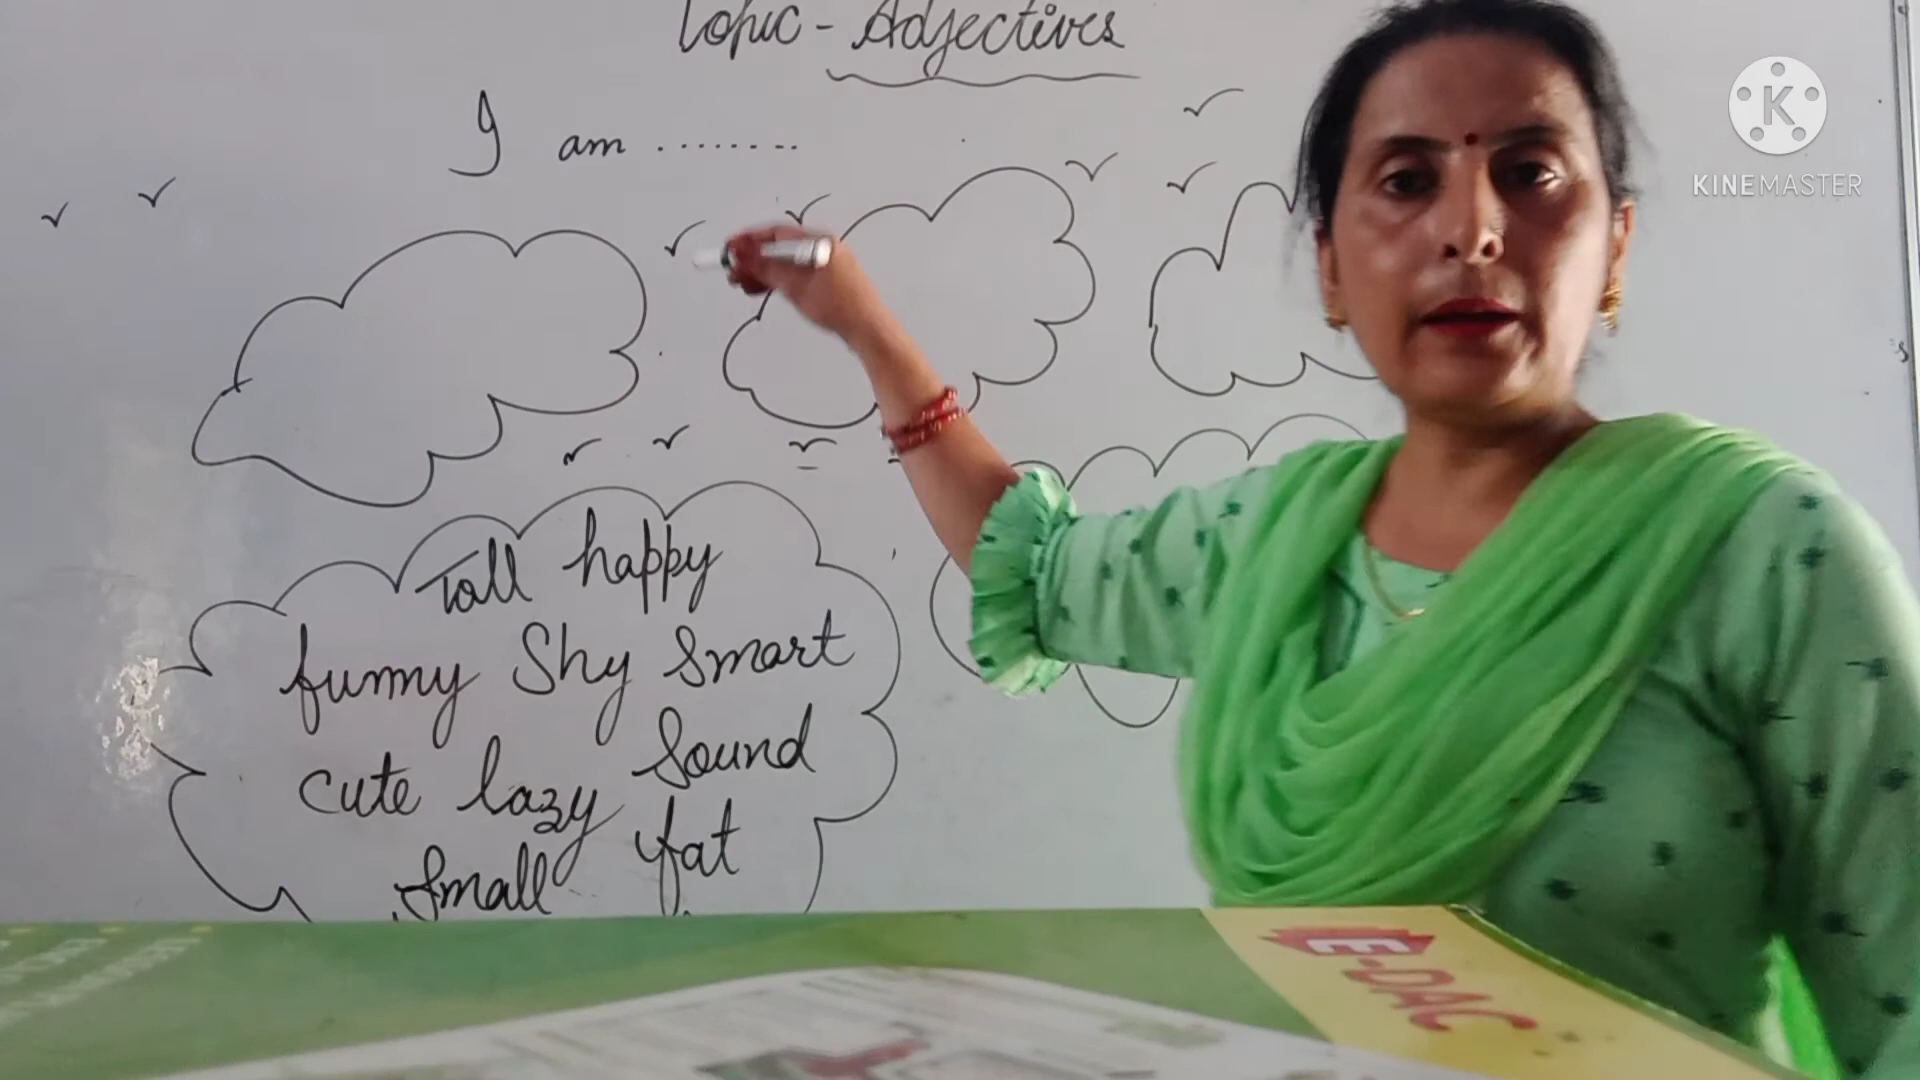 Topic - Adjectives
I am ........
Tall happy
funny Shy Smart
cute lazy Sound
Small fat
E-DAC
K
KINEMASTER